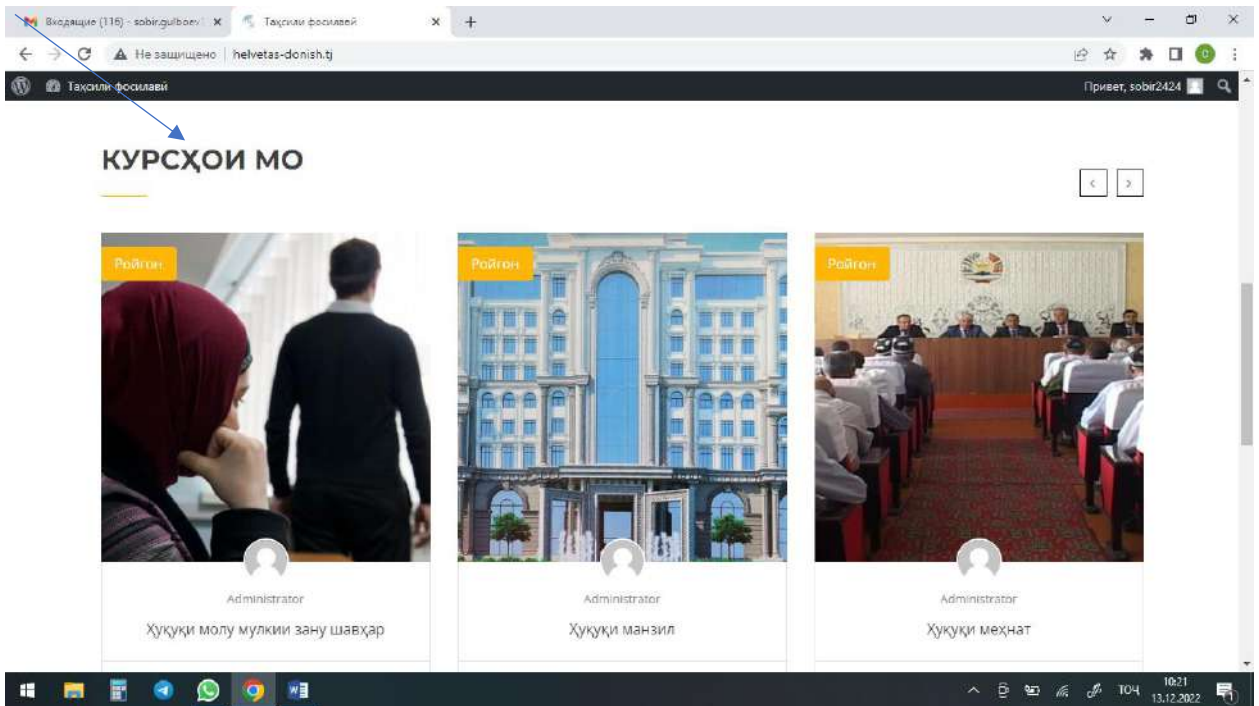 Входящие (116) - sobir.gulboev
Таҳсили фосилавӣ
Не защищено | helvetas-donish.tj
Таҳсили фосилавӣ
Привет, sobir2424
КУРСҲОИ МО
Ройгон
Ройгон
Ройгон
Administrator
Administrator
Administrator
Ҳуқуқи молу мулкии зану шавҳар
Ҳуқуқи манзил
Ҳуқуқи меҳнат
ТОҶ
10:21
13.12.2022